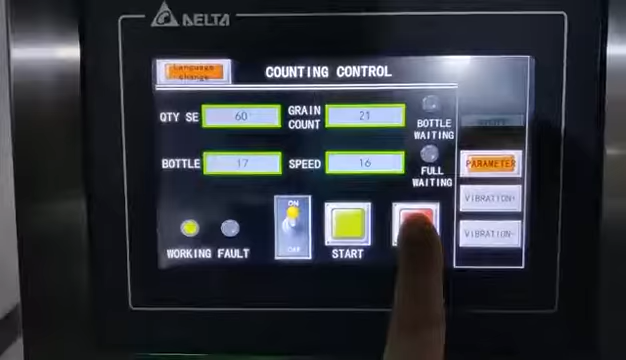 DELTA
Language
Change
COUNTING CONTROL
QTY SE 60 GRAIN COUNT 21
BOTTLE WAITING
BOTTLE 17 SPEED 16
FULL WAITING
PARAMETER
VIBRATION+
VIBRATION-
ON
OFF
WORKING FAULT
START